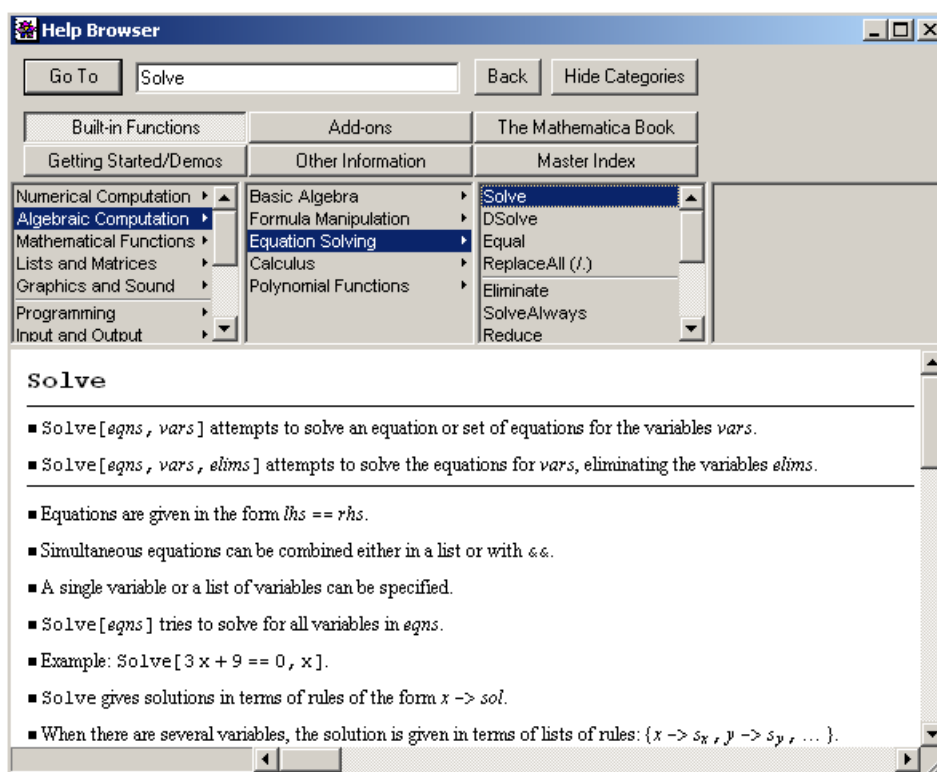 Help Browser
Go To Solve Back Hide Categories
Built-in Functions Add-ons The Mathematica Book
Getting Started/Demos Other Information Master Index
Numerical Computation
Algebraic Computation
Mathematical Functions
Lists and Matrices
Graphics and Sound
Programming
Input and Output
Basic Algebra
Formula Manipulation
Equation Solving
Calculus
Polynomial Functions
Solve
DSolve
Equal
ReplaceAll (/.)
Eliminate
SolveAlways
Reduce
Solve
■ Solve[eqns, vars] attempts to solve an equation or set of equations for the variables vars.
■ Solve[eqns, vars, elims] attempts to solve the equations for vars, eliminating the variables elims.
■ Equations are given in the form lhs == rhs.
■ Simultaneous equations can be combined either in a list or with &&.
■ A single variable or a list of variables can be specified.
■ Solve[eqns] tries to solve for all variables in eqns.
■ Example: Solve[3 x + 9 == 0, x].
■ Solve gives solutions in terms of rules of the form x -> sol.
■ When there are several variables, the solution is given in terms of lists of rules: {x -> sₓ, y -> s_y, ... }.